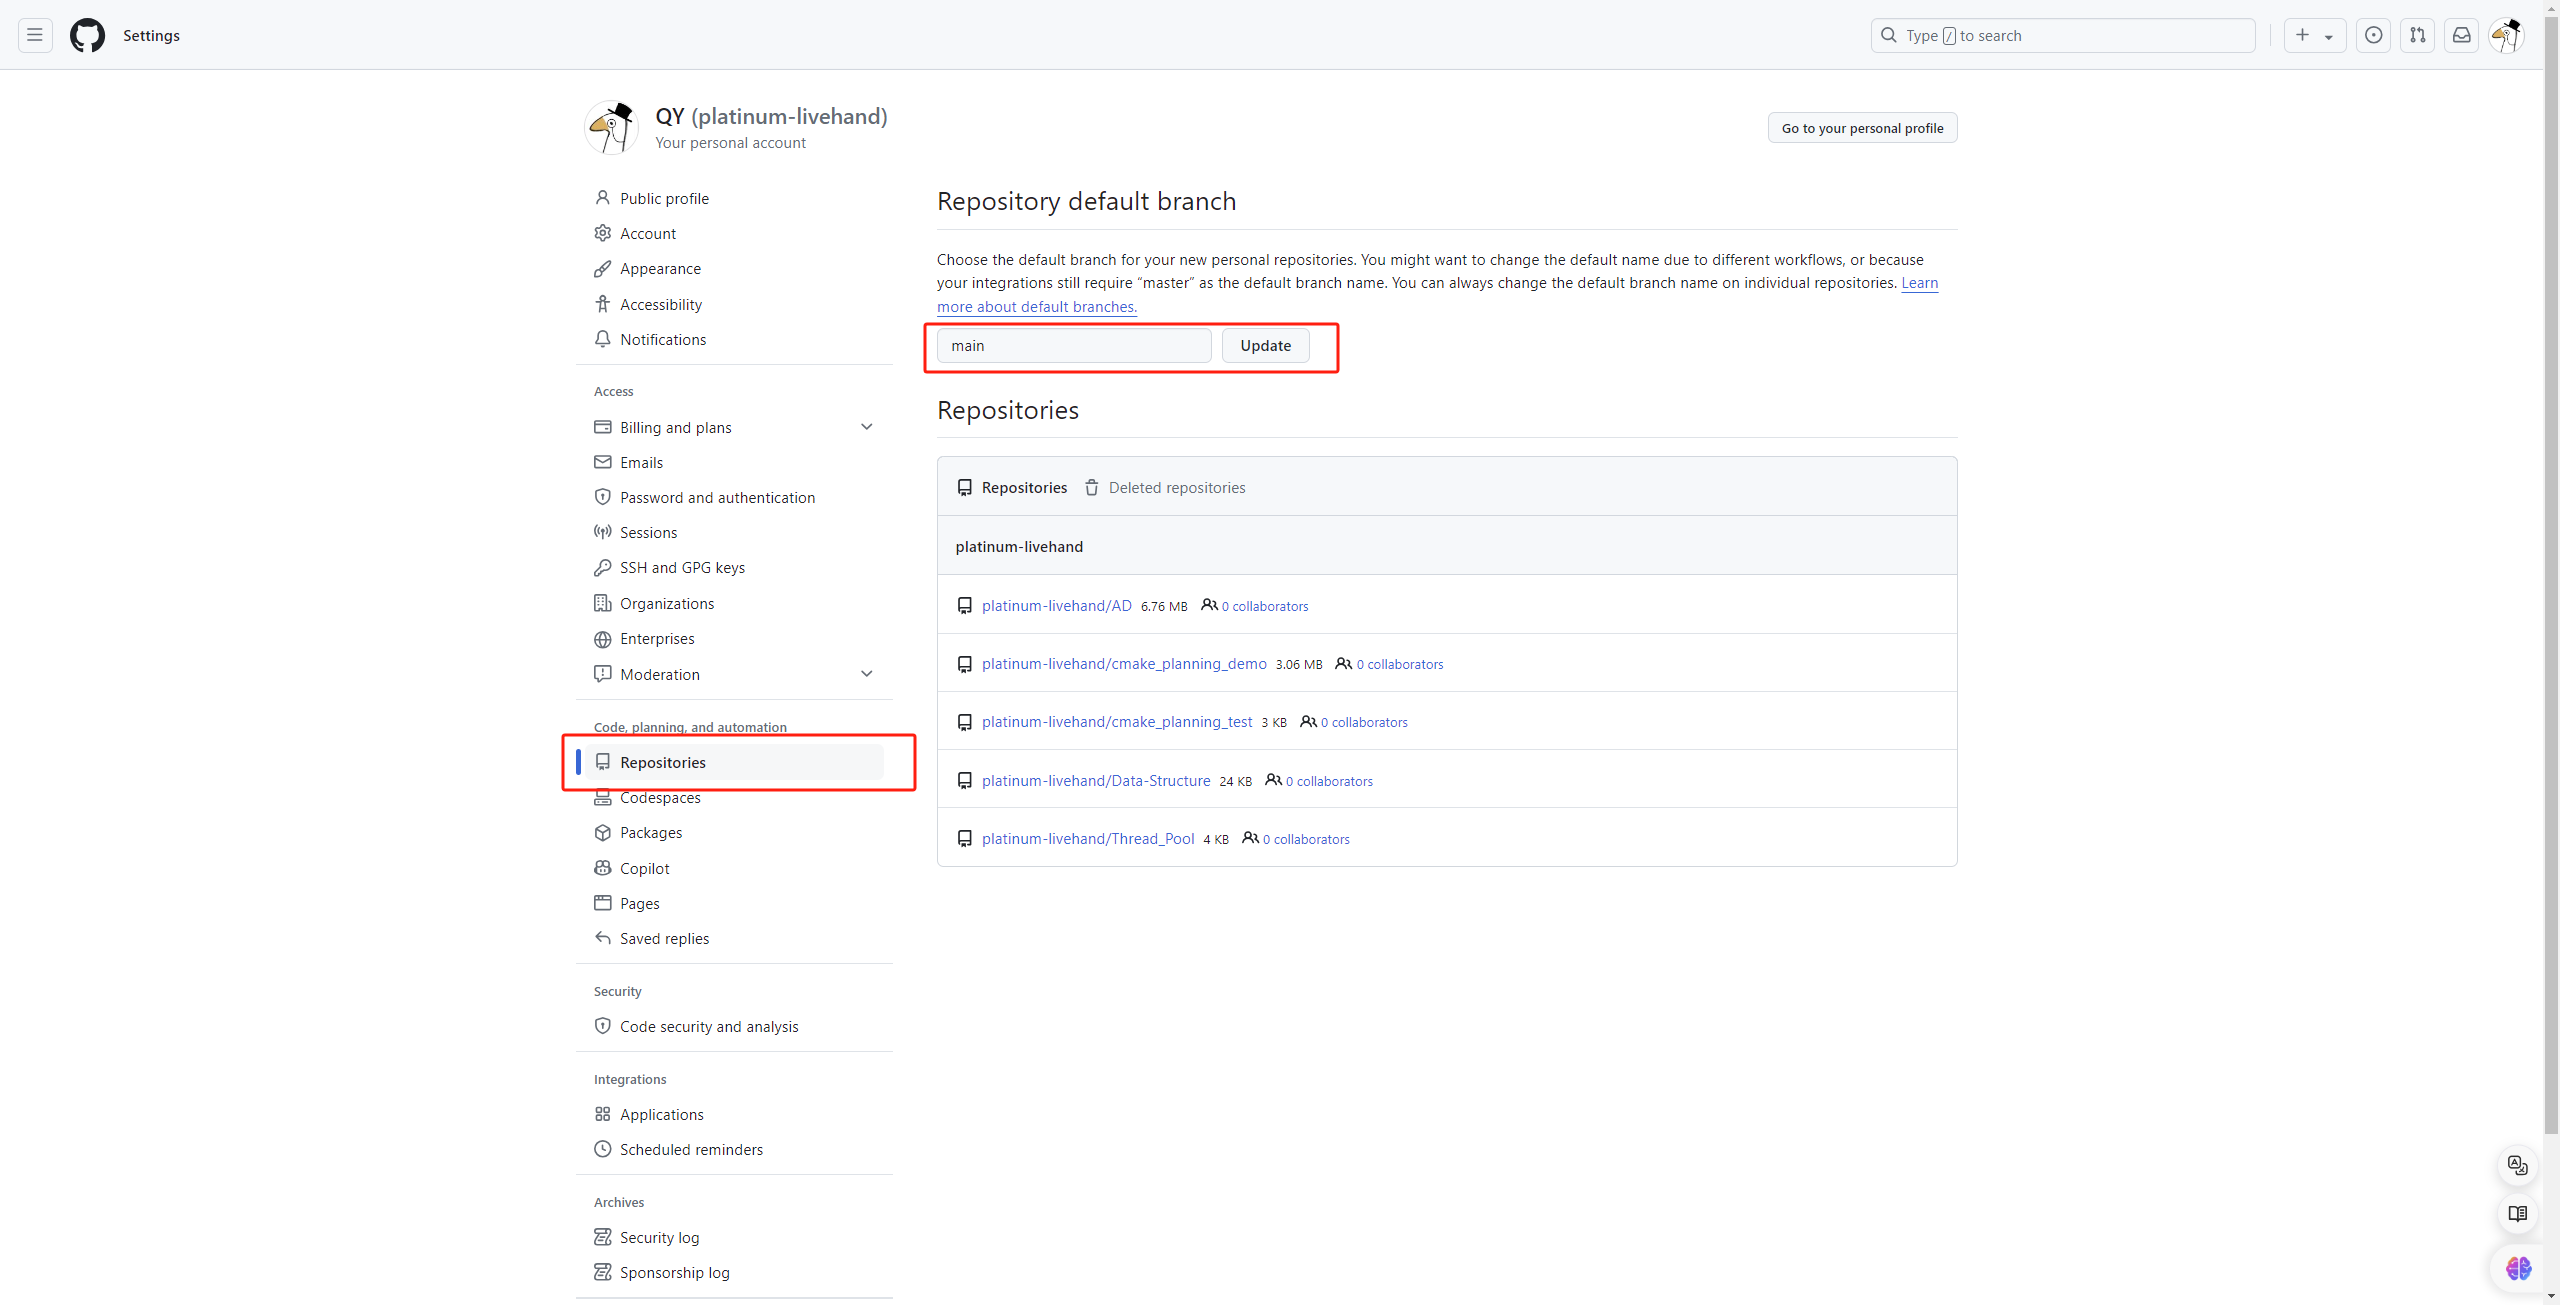 Settings
Type / to search
QY (platinum-livehand)
Your personal account
Go to your personal profile
Public profile
Account
Appearance
Accessibility
Notifications
Access
Billing and plans
Emails
Password and authentication
Sessions
SSH and GPG keys
Organizations
Enterprises
Moderation
Code, planning, and automation
Repositories
Codespaces
Packages
Copilot
Pages
Saved replies
Security
Code security and analysis
Integrations
Applications
Scheduled reminders
Archives
Security log
Sponsorship log
Repository default branch
Choose the default branch for your new personal repositories. You might want to change the default name due to different workflows, or because
your integrations still require “master” as the default branch name. You can always change the default branch name on individual repositories. Learn
more about default branches.
main Update
Repositories
Repositories Deleted repositories
platinum-livehand
platinum-livehand/AD 6.76 MB 0 collaborators
platinum-livehand/cmake_planning_demo 3.06 MB 0 collaborators
platinum-livehand/cmake_planning_test 3 KB 0 collaborators
platinum-livehand/Data-Structure 24 KB 0 collaborators
platinum-livehand/Thread_Pool 4 KB 0 collaborators